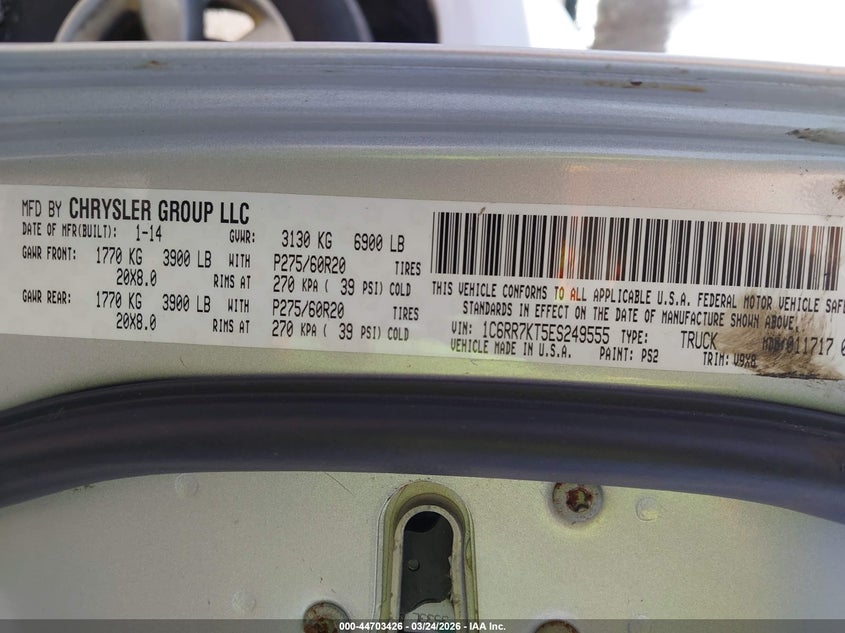 MFD BY CHRYSLER GROUP LLC
DATE OF MFR(BUILT): 1-14 GVWR: 3130 KG 6900 LB
GAWR FRONT: 1770 KG 3900 LB WITH P275/60R20 TIRES
20X8.0 RIMS AT 270 KPA ( 39 PSI) COLD
GAWR REAR: 1770 KG 3900 LB WITH P275/60R20 TIRES
20X8.0 RIMS AT 270 KPA ( 39 PSI) COLD
THIS VEHICLE CONFORMS TO ALL APPLICABLE U.S.A. FEDERAL MOTOR VEHICLE
STANDARDS IN EFFECT ON THE DATE OF MANUFACTURE SHOWN ABOVE.
VIN: 1C6RR7KT5ES249555 TYPE: TRUCK
VEHICLE MADE IN U.S.A. PAINT: PS2 TRIM: V9X8
000-44703426 - 03/24/2026 - IAA Inc.